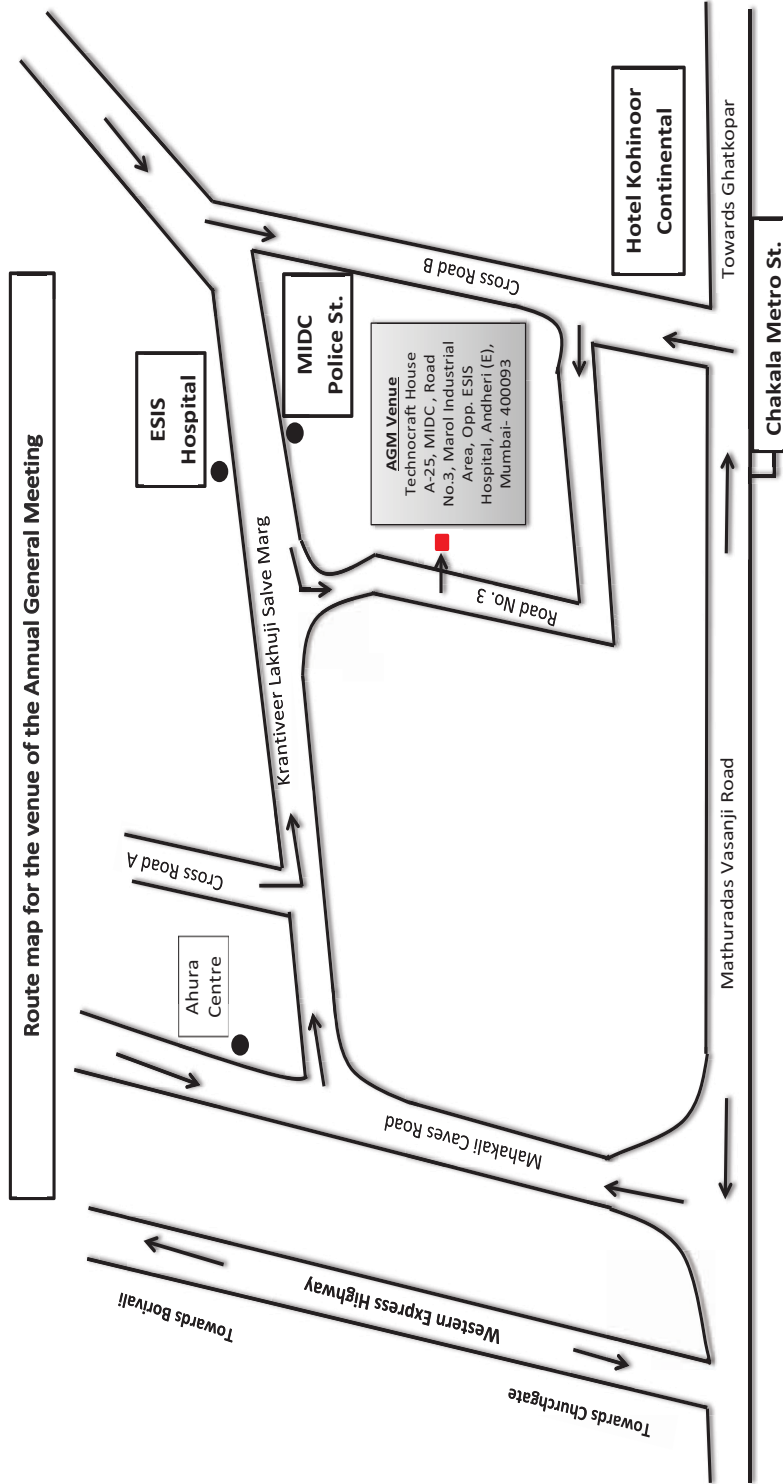 Route map for the venue of the Annual General Meeting
ESIS
Hospital
MIDC
Police St.
Hotel Kohinoor
Continental
Ahura
Centre
Cross Road A
Krantiveer Lakhuji Salve Marg
Cross Road B
AGM Venue
Technocraft House
A-25, MIDC , Road
No.3, Marol Industrial
Area, Opp. ESIS
Hospital, Andheri (E),
Mumbai- 400093
Road No. 3
Mahakali Caves Road
Western Express Highway
Towards Borivali
Towards Churchgate
Mathuradas Vasanji Road
Towards Ghatkopar
Chakala Metro St.